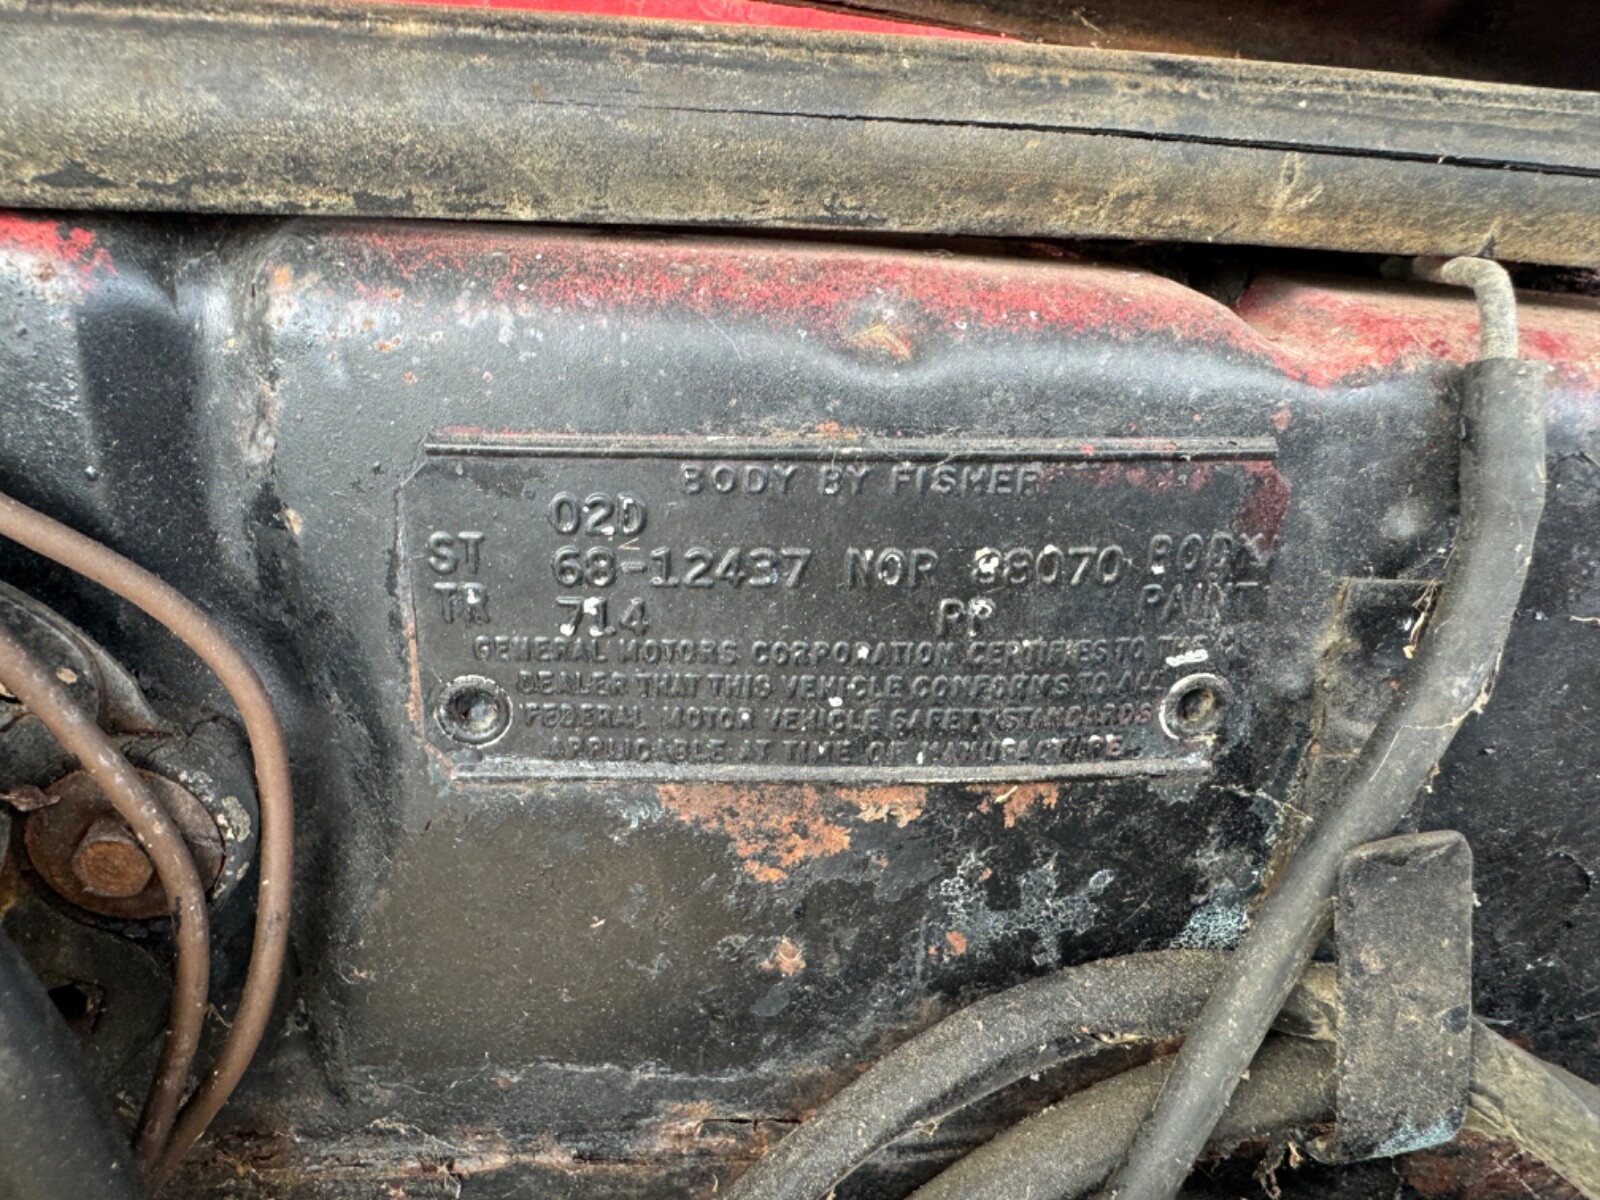 BODY BY FISHER
02D
ST 68-12437 NOR 88070 BODY
TR 714 PP PAINT
GENERAL MOTORS CORPORATION CERTIFIES TO THE
DEALER THAT THIS VEHICLE CONFORMS TO ALL
FEDERAL MOTOR VEHICLE SAFETY STANDARDS
APPLICABLE AT TIME OF MANUFACTURE